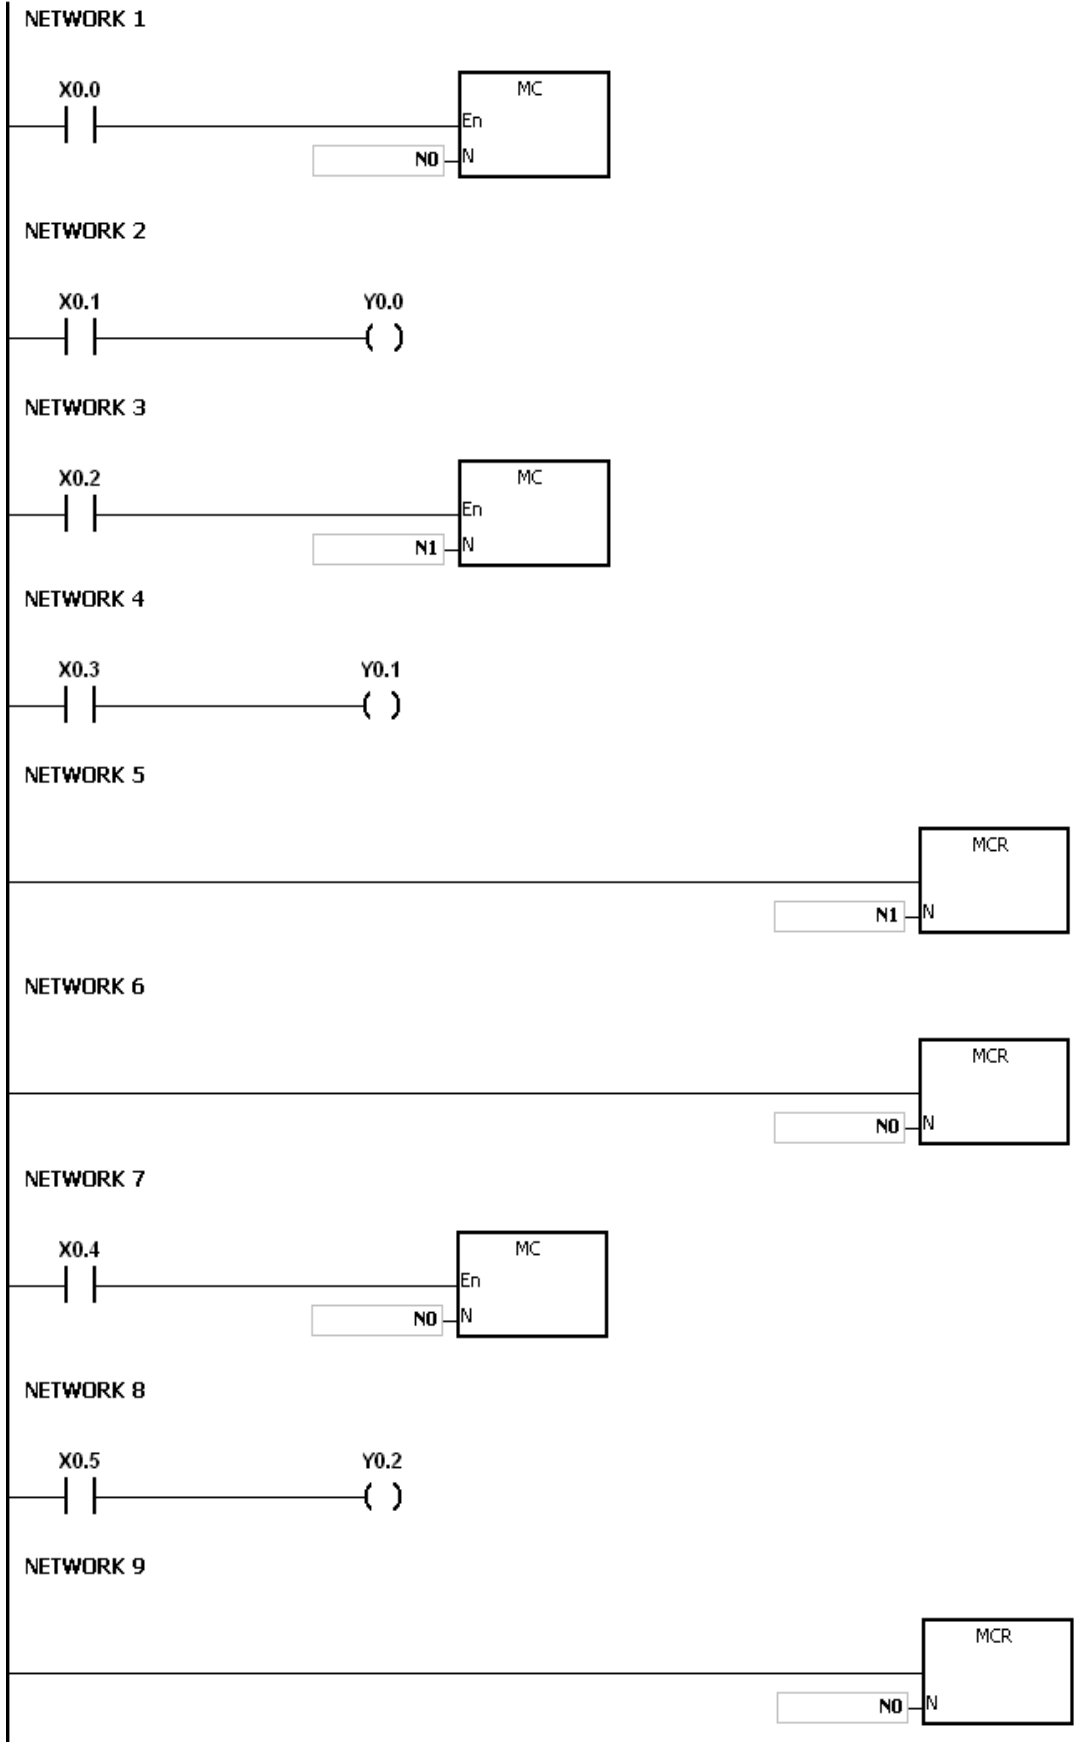 NETWORK 1
X0.0
MC
En
N0 N
NETWORK 2
X0.1 Y0.0
NETWORK 3
X0.2
MC
En
N1 N
NETWORK 4
X0.3 Y0.1
NETWORK 5
MCR
N1 N
NETWORK 6
MCR
N0 N
NETWORK 7
X0.4
MC
En
N0 N
NETWORK 8
X0.5 Y0.2
NETWORK 9
MCR
N0 N